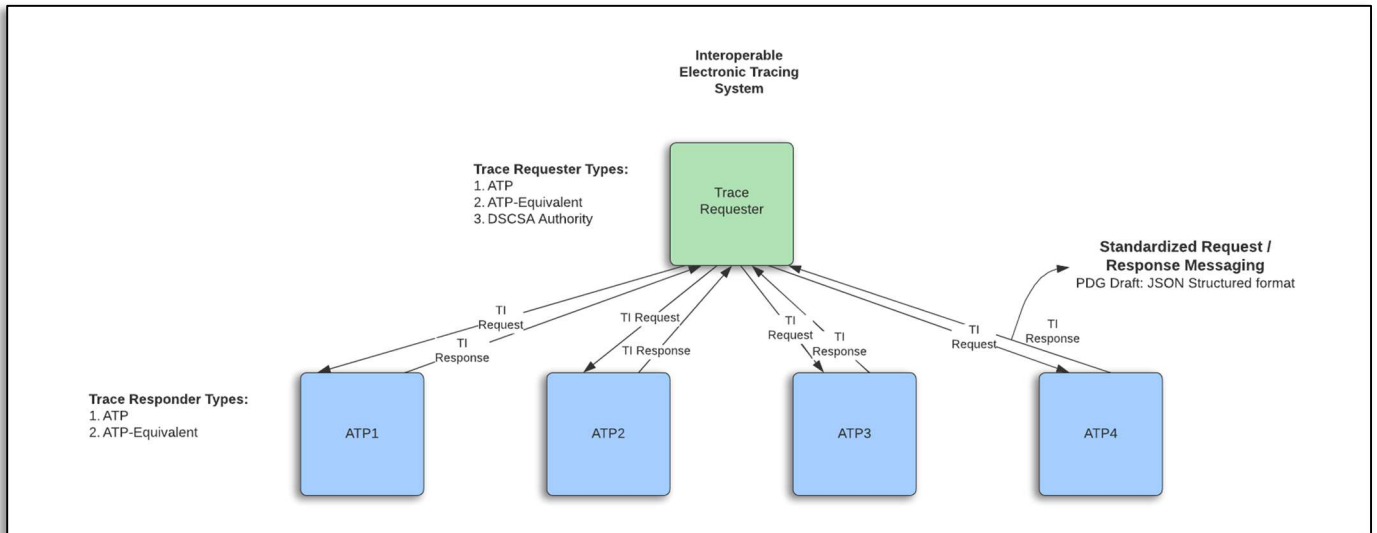 Interoperable
Electronic Tracing
System
Trace Requester Types:
1. ATP
2. ATP-Equivalent
3. DSCSA Authority
Trace
Requester
Standardized Request /
Response Messaging
PDG Draft: JSON Structured format
TI
Request
TI
Response
TI Request
TI Response
TI
Request
TI
Response
TI
Request
TI
Response
Trace Responder Types:
1. ATP
2. ATP-Equivalent
ATP1
ATP2
ATP3
ATP4